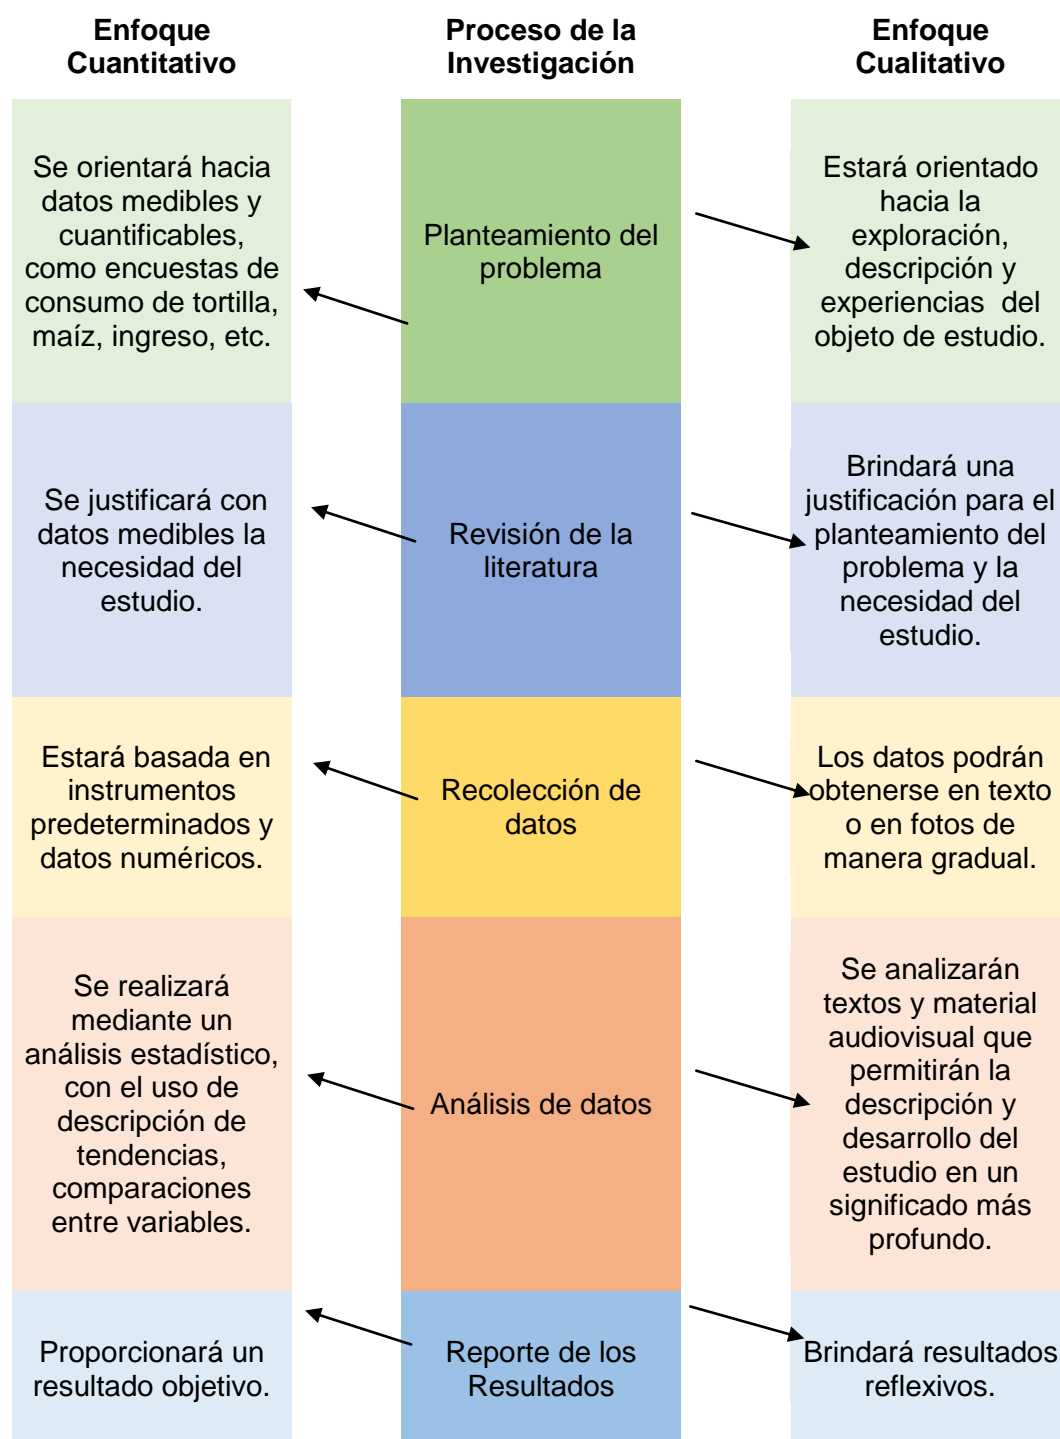 Enfoque
Cuantitativo
Proceso de la
Investigación
Enfoque
Cualitativo
Se orientará hacia
datos medibles y
cuantificables,
como encuestas de
consumo de tortilla,
maíz, ingreso, etc.
Planteamiento del
problema
Estará orientado
hacia la
exploración,
descripción y
experiencias  del
objeto de estudio.
Se justificará con
datos medibles la
necesidad del
estudio.
Revisión de la
literatura
Brindará una
justificación para el
planteamiento del
problema y la
necesidad del
estudio.
Estará basada en
instrumentos
predeterminados y
datos numéricos.
Recolección de
datos
Los datos podrán
obtenerse en texto
o en fotos de
manera gradual.
Se realizará
mediante un
análisis estadístico,
con el uso de
descripción de
tendencias,
comparaciones
entre variables.
Análisis de datos
Se analizarán
textos y material
audiovisual que
permitirán la
descripción y
desarrollo del
estudio en un
significado más
profundo.
Proporcionará un
resultado objetivo.
Reporte de los
Resultados
Brindará resultados
reflexivos.